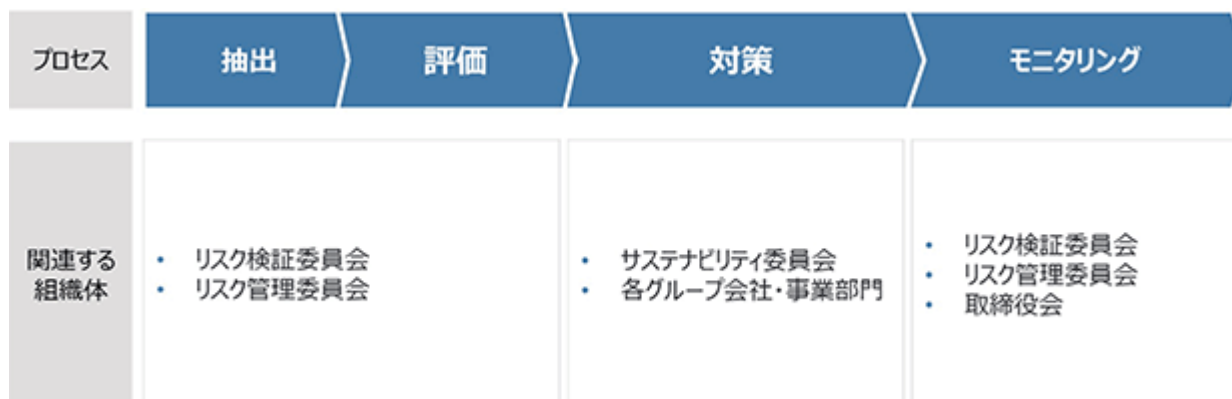 プロセス
抽出
評価
対策
モニタリング
関連する
組織体
• リスク検証委員会
• リスク管理委員会
• サステナビリティ委員会
• 各グループ会社・事業部門
• リスク検証委員会
• リスク管理委員会
• 取締役会